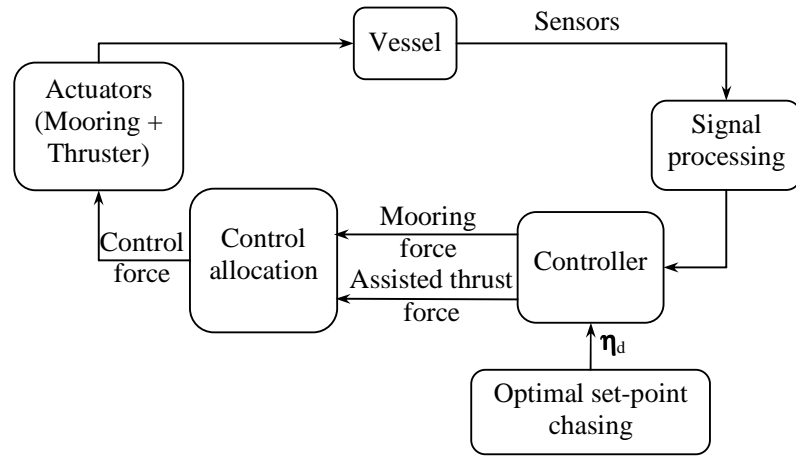 Vessel
Sensors
Actuators
(Mooring +
Thruster)
Signal
processing
Control
force
Control
allocation
Mooring
force
Assisted thrust
force
Controller
ηd
Optimal set-point
chasing